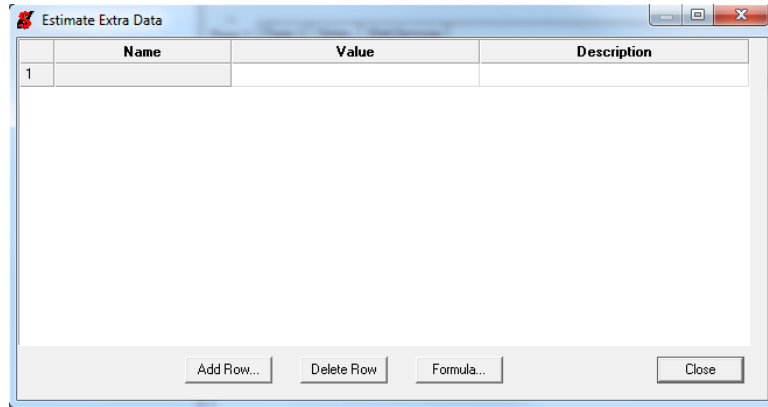 Estimate Extra Data
Name Value Description
1
Add Row... Delete Row Formula... Close